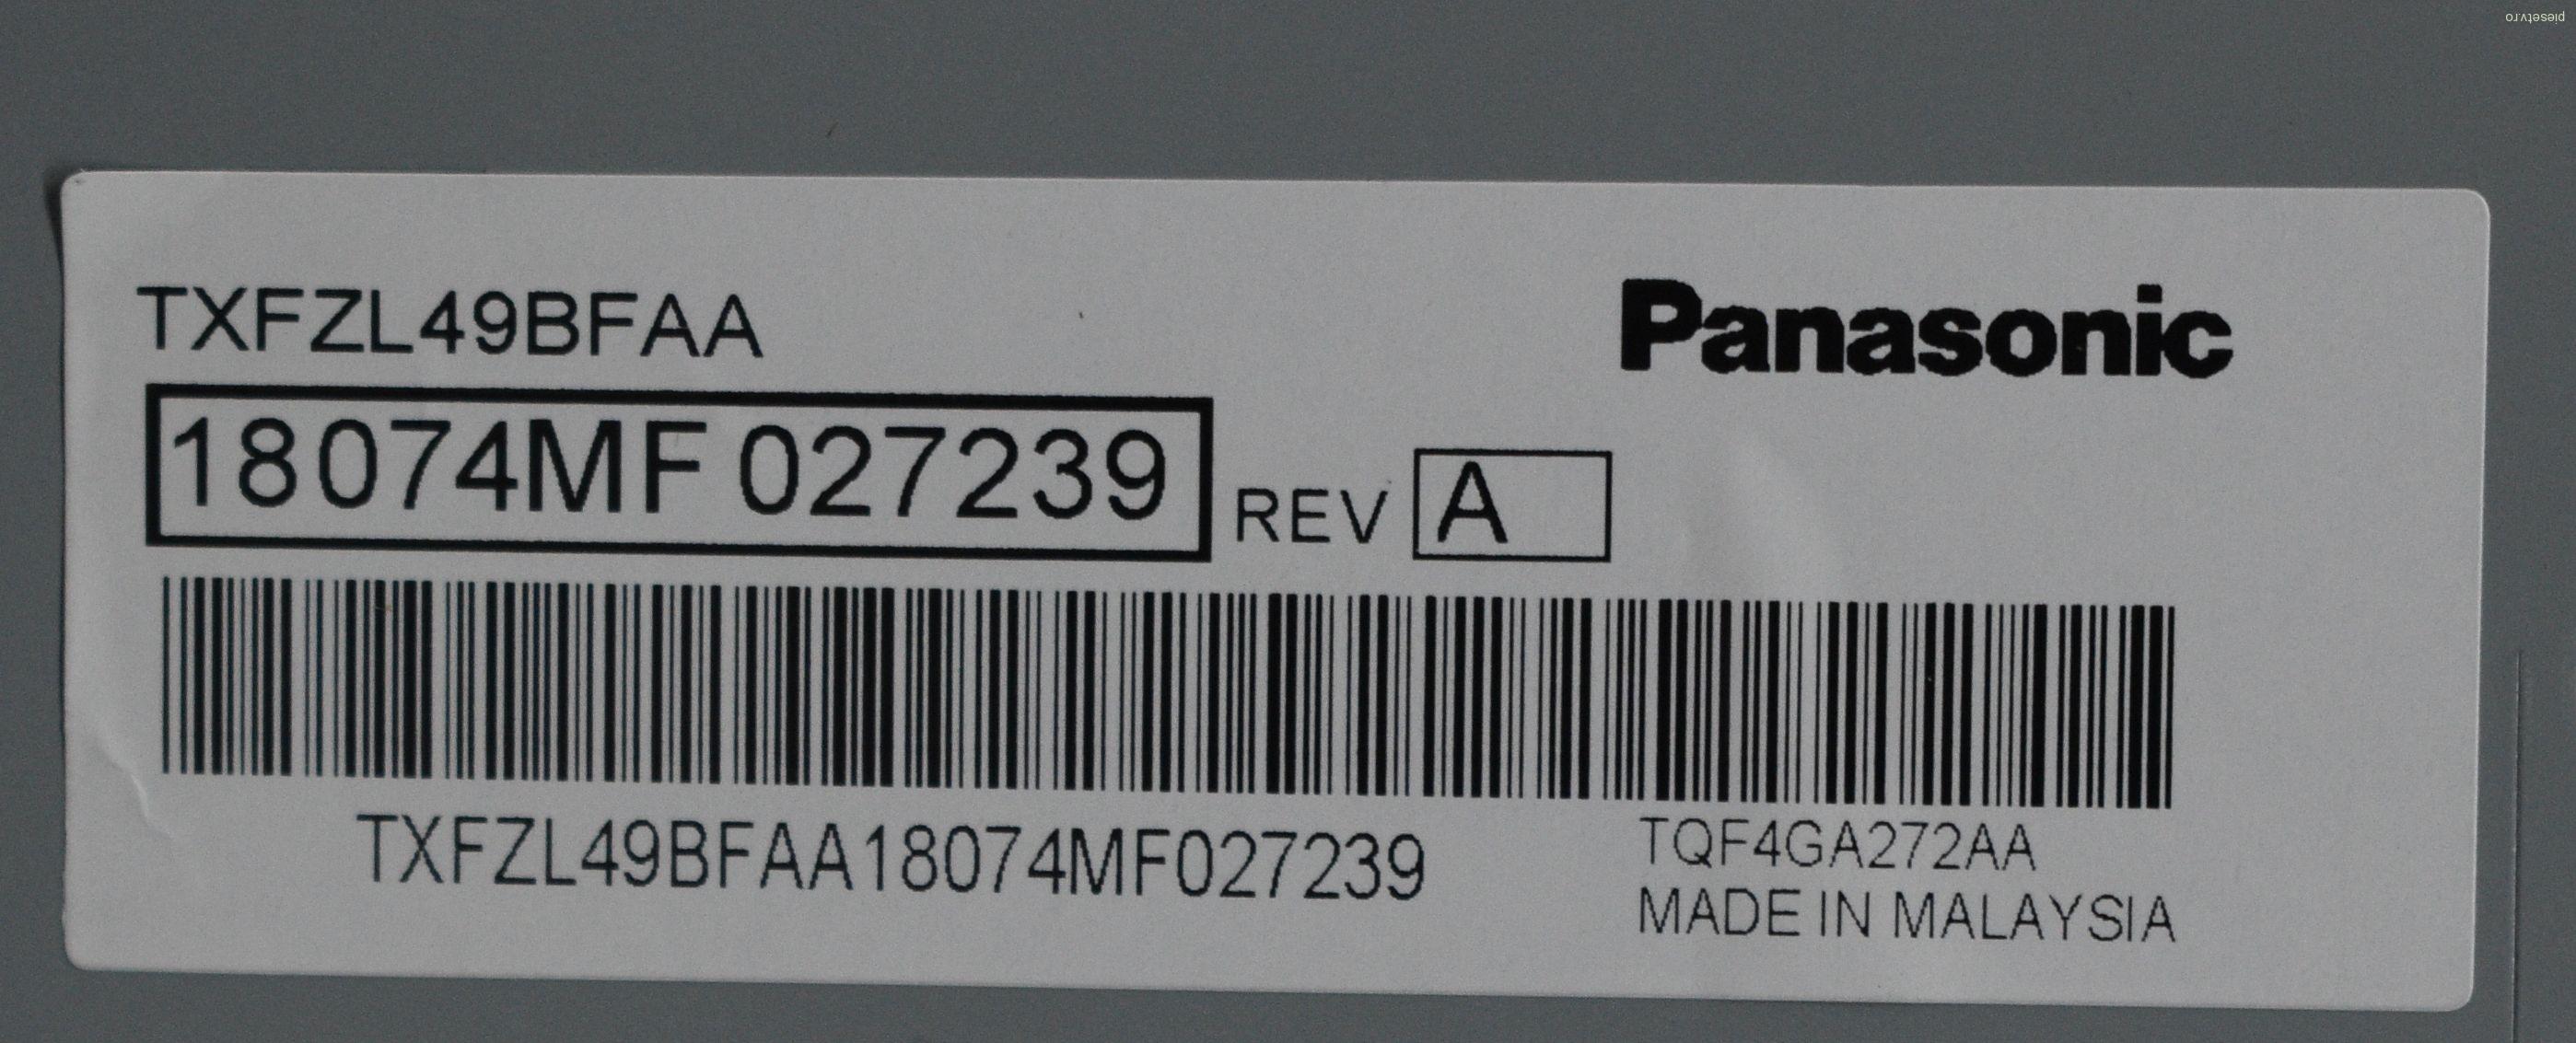 piesetv.ro
TXFZL49BFAA
Panasonic
18074MF 027239 REV A
TXFZL49BFAA18074MF027239
TQF4GA272AA
MADE IN MALAYSIA